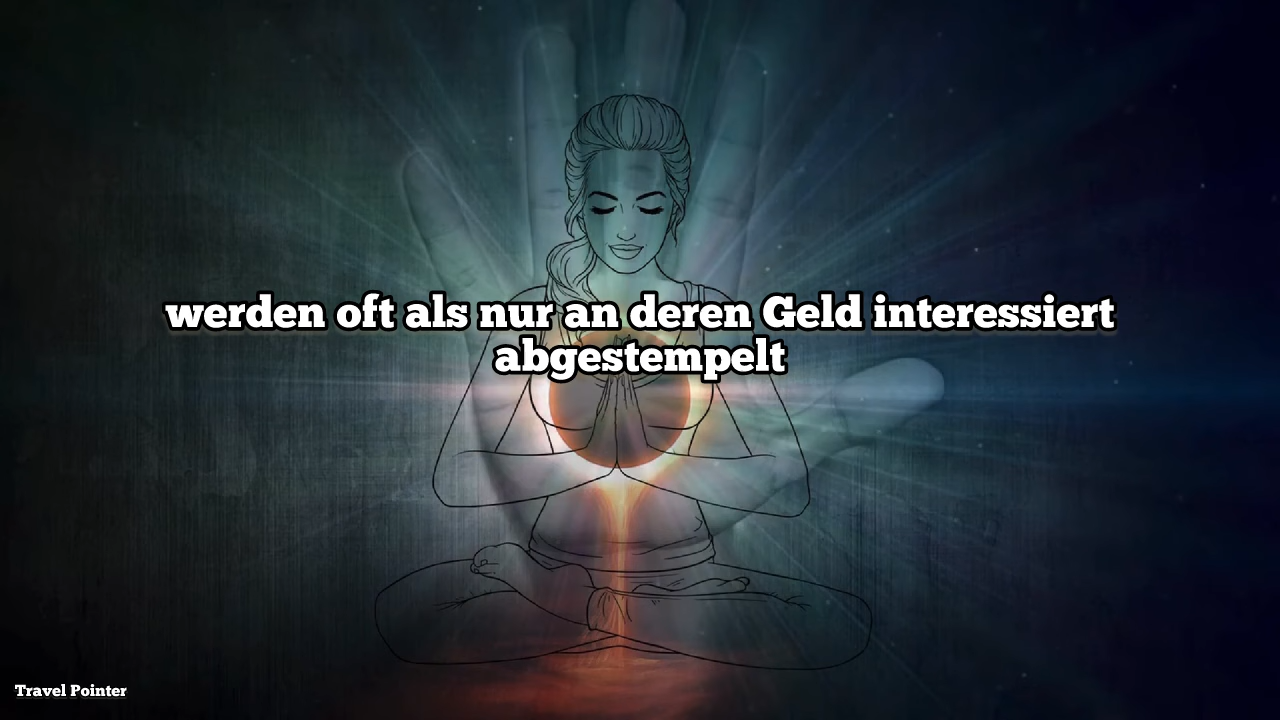 werden oft als nur an deren Geld interessiert
abgestempelt
Travel Pointer